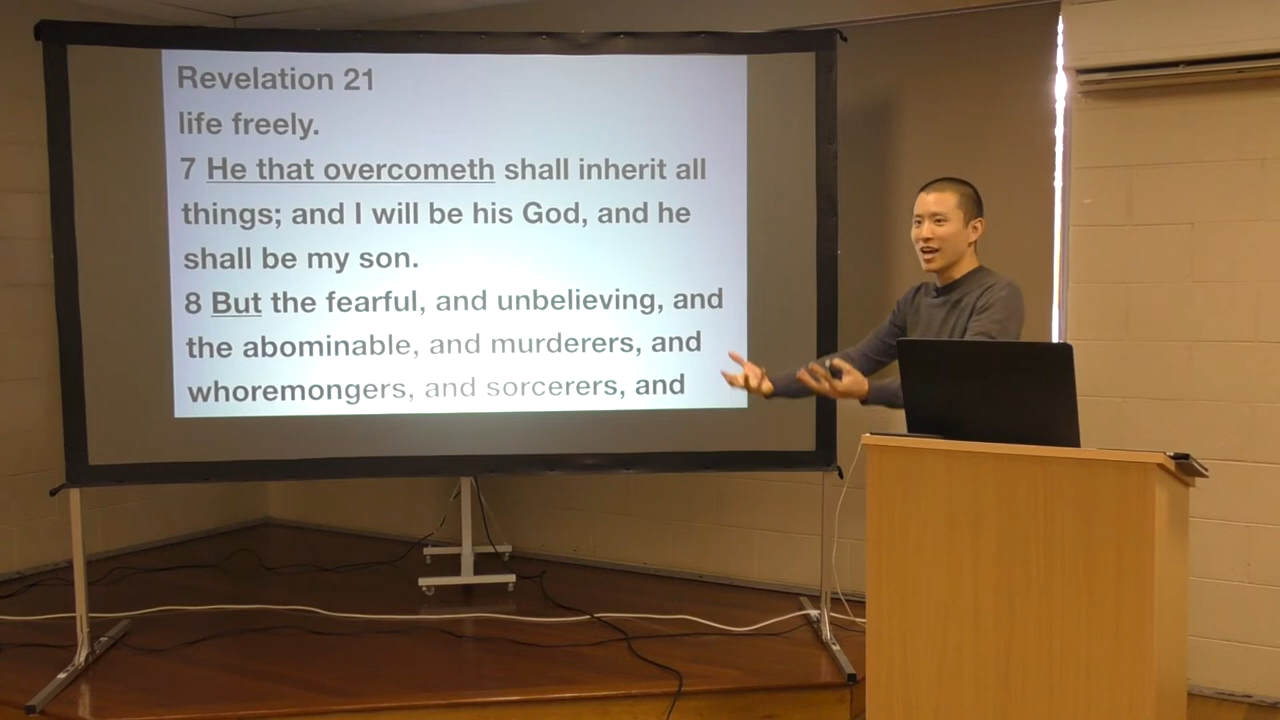 Revelation 21
life freely.
7 He that overcometh shall inherit all
things; and I will be his God, and he
shall be my son.
8 But the fearful, and unbelieving, and
the abominable, and murderers, and
whoremongers, and sorcerers, and